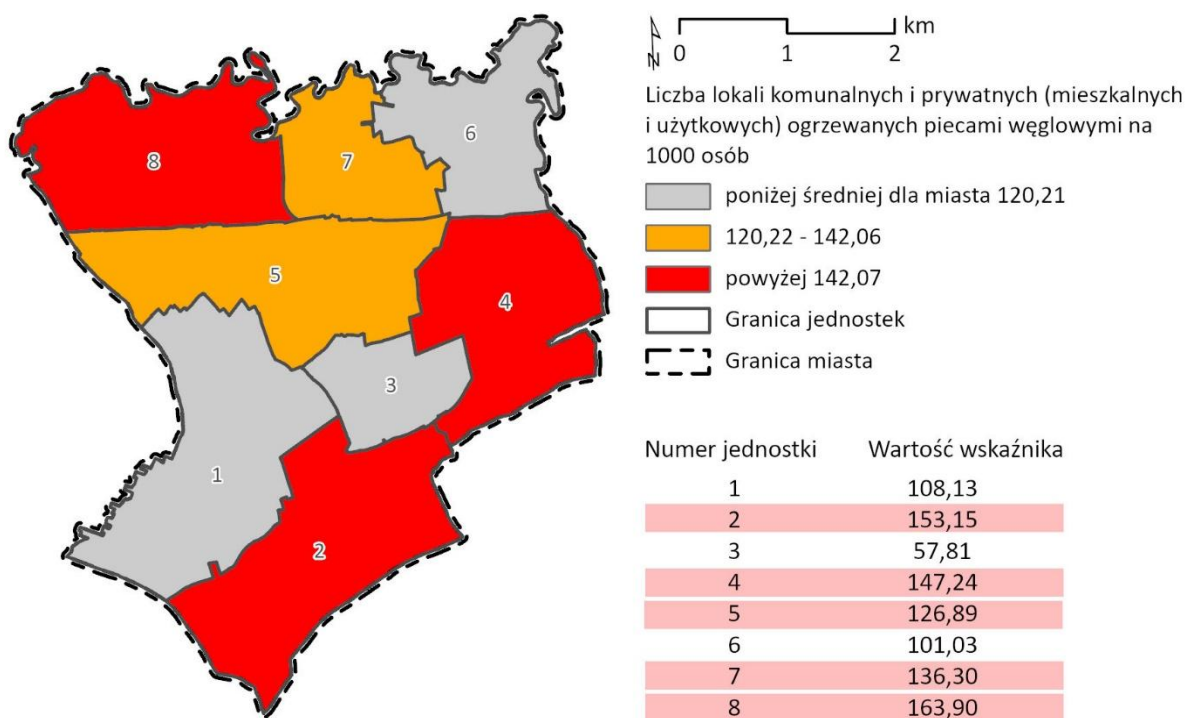 km
0 1 2
N
Liczba lokali komunalnych i prywatnych (mieszkalnych
i użytkowych) ogrzewanych piecami węglowymi na
1000 osób
poniżej średniej dla miasta 120,21
120,22 - 142,06
powyżej 142,07
Granica jednostek
Granica miasta
6
8
7
5
4
3
1
2
Numer jednostki Wartość wskaźnika
1 108,13
2 153,15
3 57,81
4 147,24
5 126,89
6 101,03
7 136,30
8 163,90